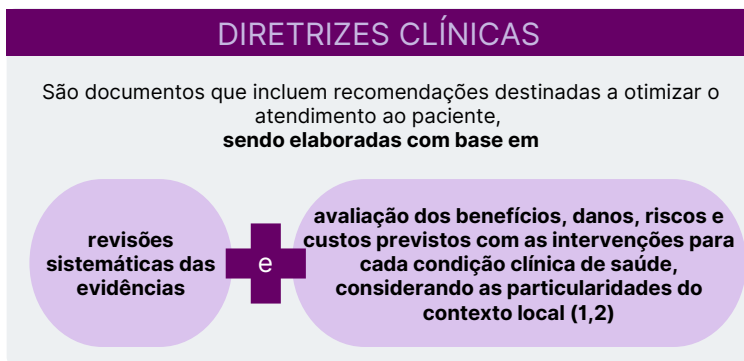 DIRETRIZES CLÍNICAS
São documentos que incluem recomendações destinadas a otimizar o
atendimento ao paciente,
sendo elaboradas com base em
revisões
sistemáticas das
evidências
e
avaliação dos benefícios, danos, riscos e
custos previstos com as intervenções para
cada condição clínica de saúde,
considerando as particularidades do
contexto local (1,2)